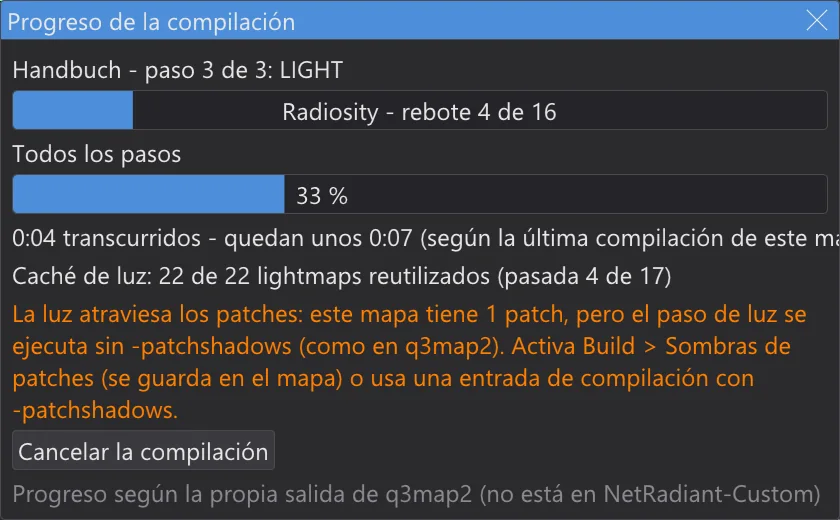 Progreso de la compilación
Handbuch - paso 3 de 3: LIGHT
Radiosity - rebote 4 de 16
Todos los pasos
33 %
0:04 transcurridos - quedan unos 0:07 (según la última compilación de este
Caché de luz: 22 de 22 lightmaps reutilizados (pasada 4 de 17)
La luz atraviesa los patches: este mapa tiene 1 patch, pero el paso de luz se
ejecuta sin -patchshadows (como en q3map2). Activa Build > Sombras de
patches (se guarda en el mapa) o usa una entrada de compilación con
-patchshadows.
Cancelar la compilación
Progreso según la propia salida de q3map2 (no está en NetRadiant-Custom)